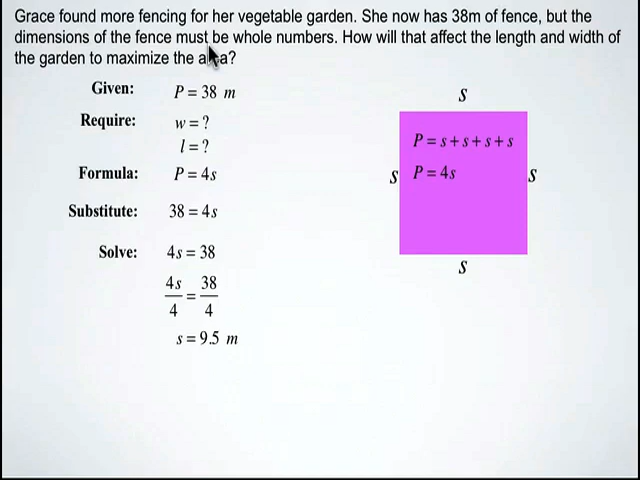 Grace found more fencing for her vegetable garden. She now has 38m of fence, but the
dimensions of the fence must be whole numbers. How will that affect the length and width of
the garden to maximize the area?
Given: P = 38 m
Require: w = ?
l = ?
Formula: P = 4s
Substitute: 38 = 4s
Solve: 4s = 38
4s/4 = 38/4
s = 9.5 m
s
P = s + s + s + s
s P = 4s s
s